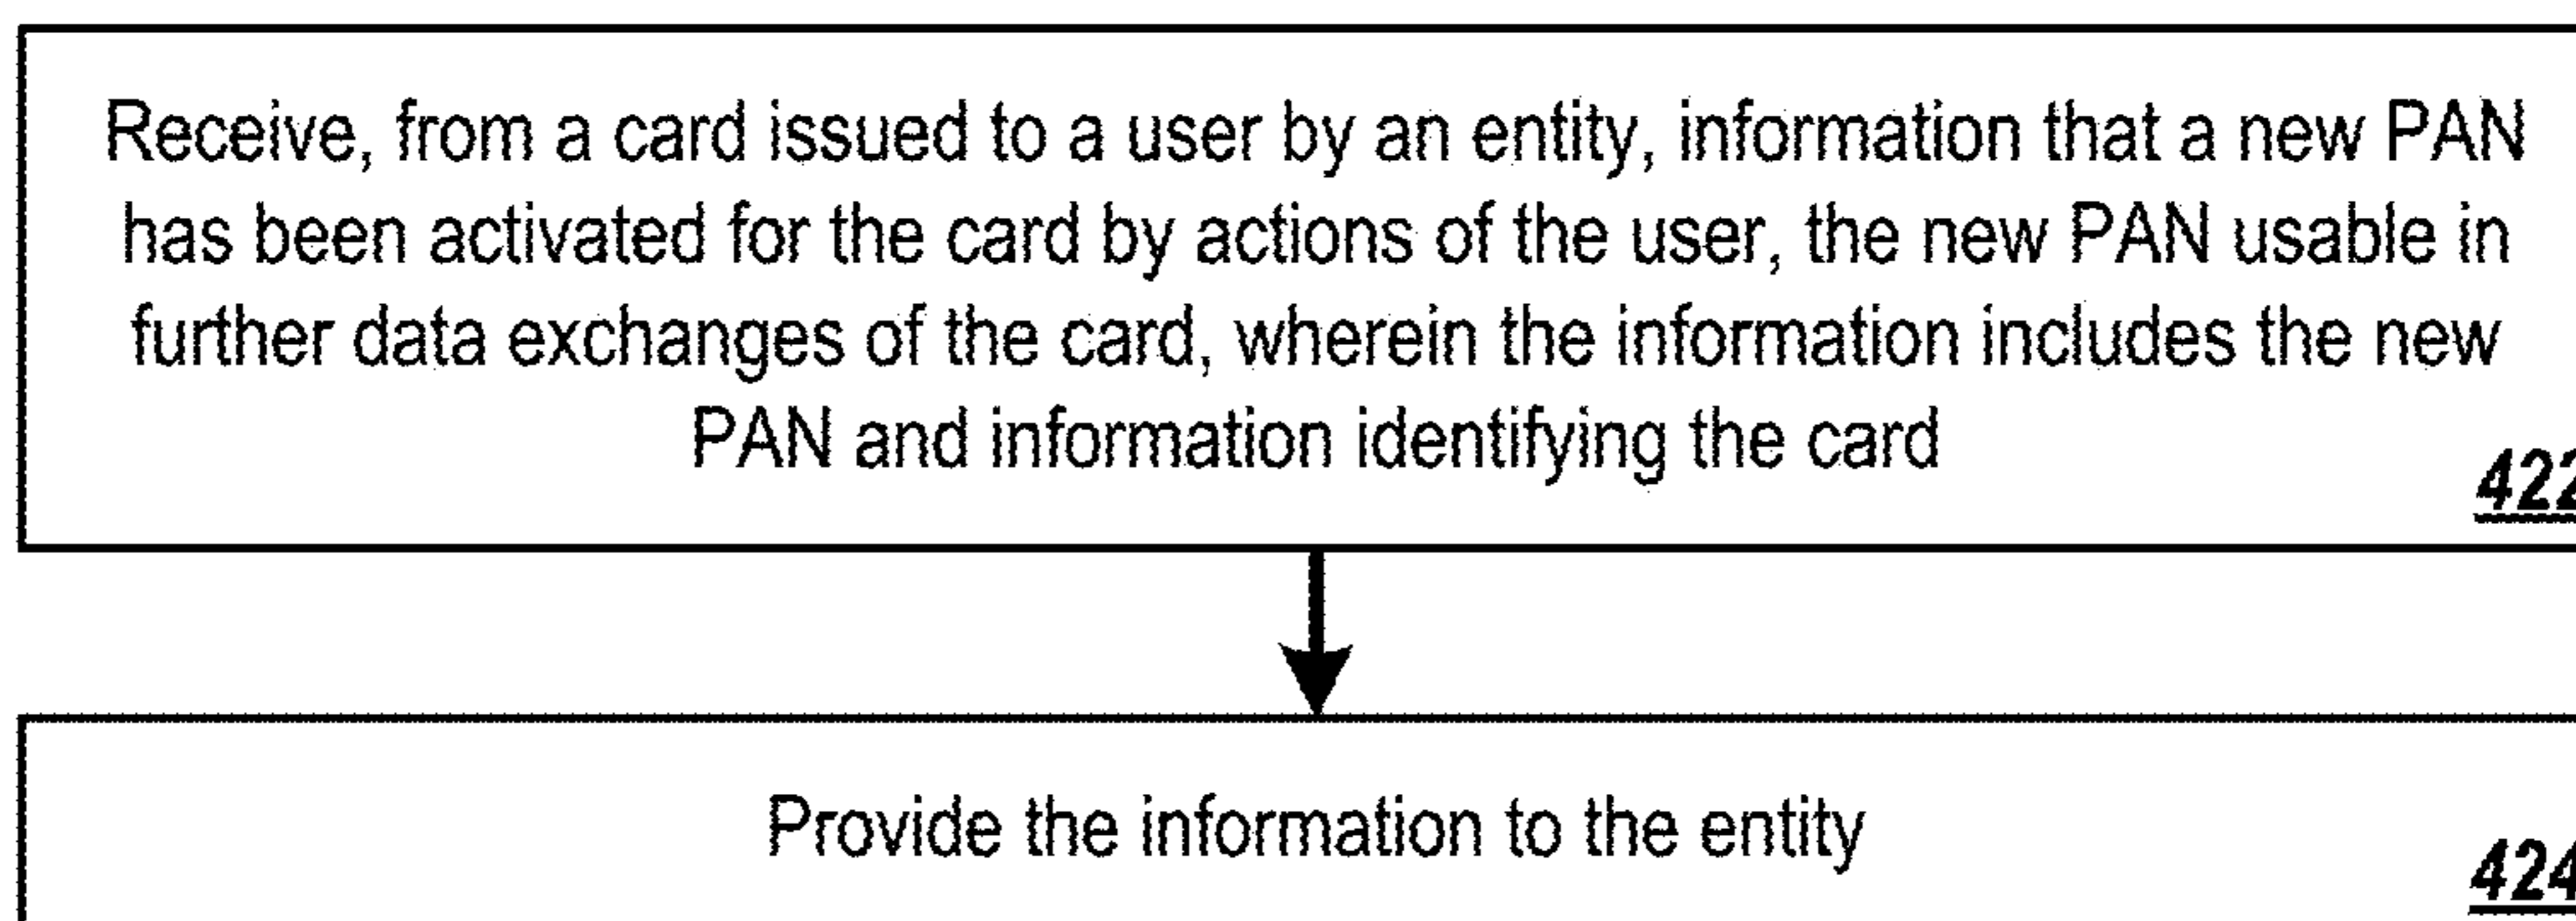 Receive, from a card issued to a user by an entity, information that a new PAN
has been activated for the card by actions of the user, the new PAN usable in
further data exchanges of the card, wherein the information includes the new
PAN and information identifying the card
422
Provide the information to the entity
424